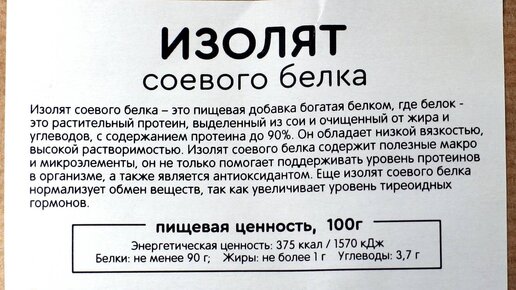 ИЗОЛЯТ
соевого белка
Изолят соевого белка – это пищевая добавка богатая белком, где белок -
это растительный протеин, выделенный из сои и очищенный от жира и
углеводов, с содержанием протеина до 90%. Он обладает низкой вязкостью,
высокой растворимостью. Изолят соевого белка содержит полезные макро
и микроэлементы, он не только помогает поддерживать уровень протеинов
в организме, а также является антиоксидантом. Еще изолят соевого белка
нормализует обмен веществ, так как увеличивает уровень тиреоидных
гормонов.
пищевая ценность, 100г
Энергетическая ценность: 375 ккал / 1570 кДж
Белки: не менее 90 г; Жиры: не более 1 г Углеводы: 3,7 г